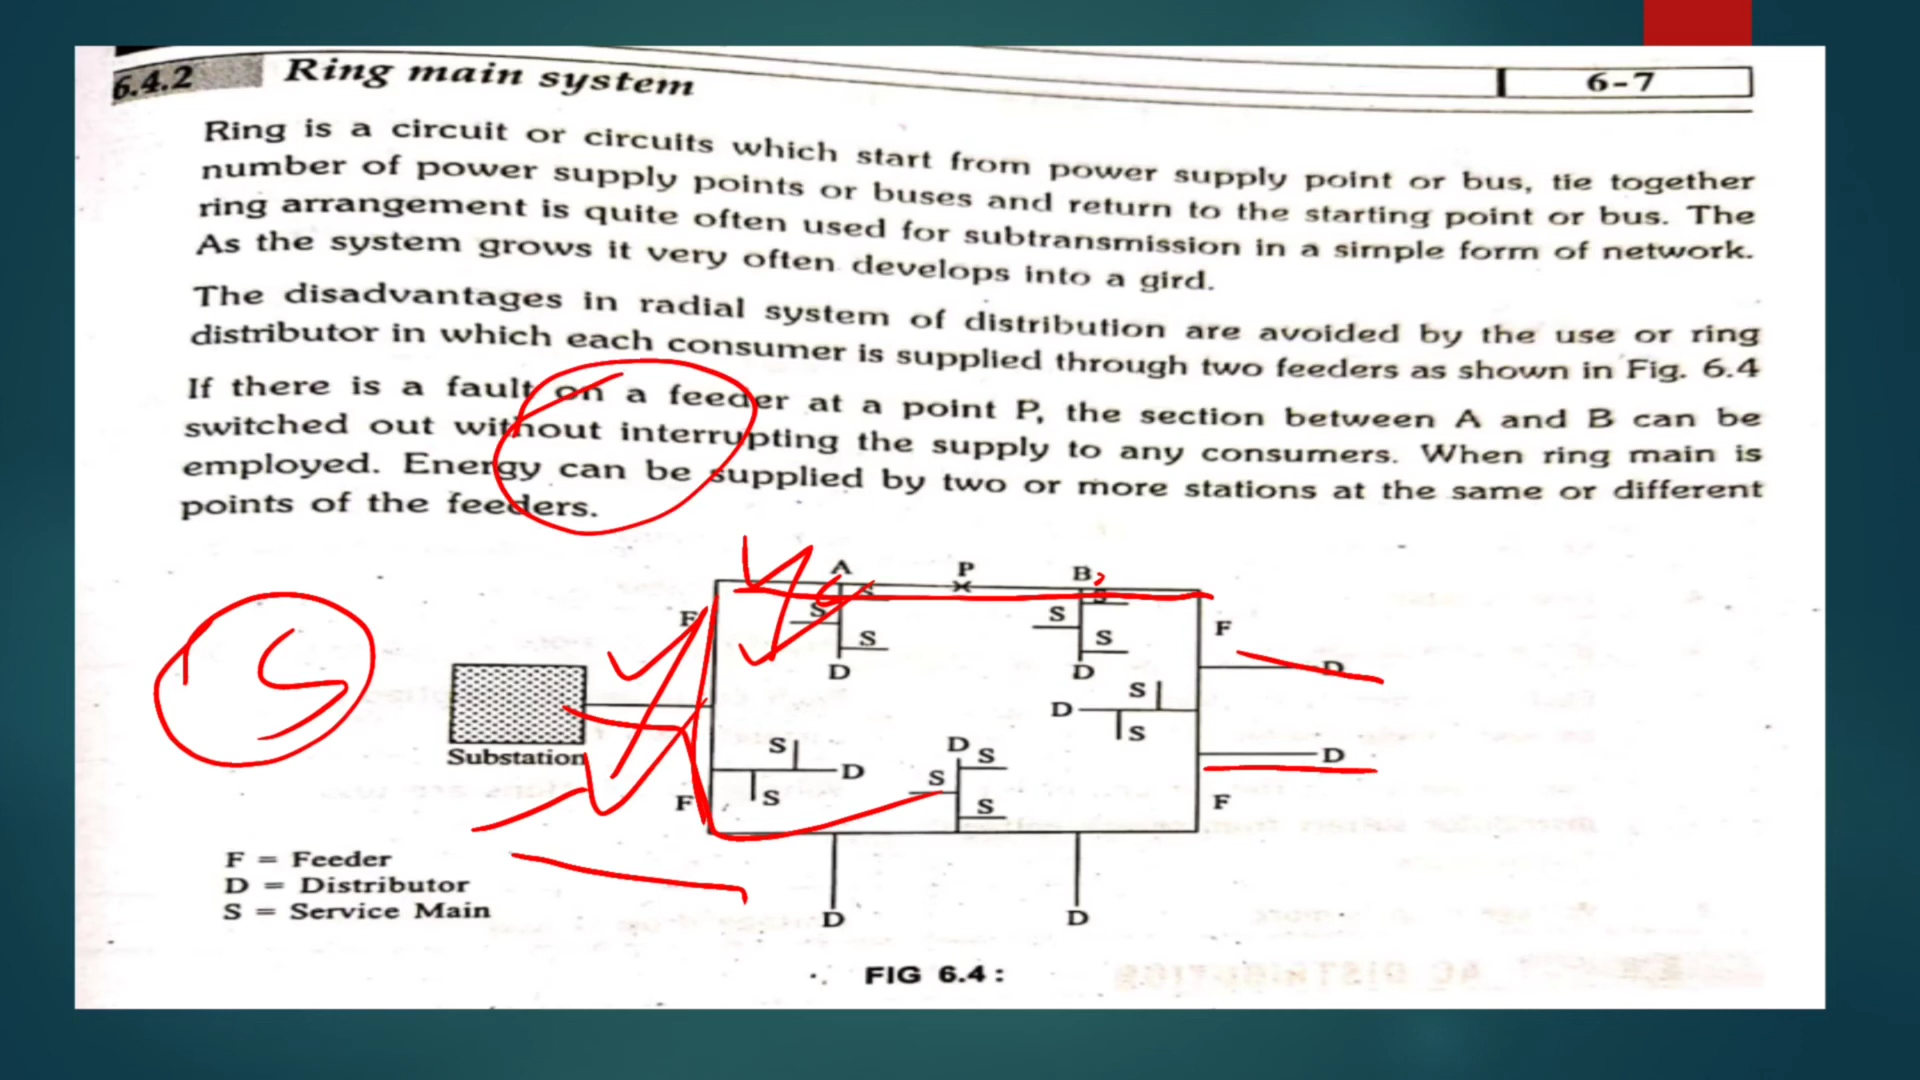 6.4.2 Ring main system
6-7
Ring is a circuit or circuits which start from power supply point or bus, tie together
number of power supply points or buses and return to the starting point or bus. The
ring arrangement is quite often used for subtransmission in a simple form of network.
As the system grows it very often develops into a gird.
The disadvantages in radial system of distribution are avoided by the use or ring
distributor in which each consumer is supplied through two feeders as shown in Fig. 6.4
If there is a fault on a feeder at a point P, the section between A and B can be
switched out without interrupting the supply to any consumers. When ring main is
employed. Energy can be supplied by two or more stations at the same or different
points of the feeders.
A P B
F S S S F
S S
D D D
S
D
S
Substation
S D S D
S S S
F F
D
F = Feeder
D = Distributor
S = Service Main
D D
FIG 6.4 :